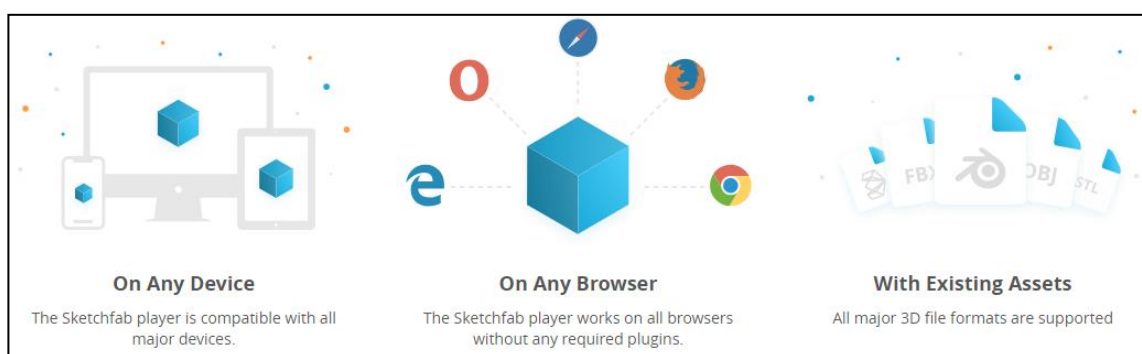 FBX
OBJ
STL
On Any Device
The Sketchfab player is compatible with all
major devices.
On Any Browser
The Sketchfab player works on all browsers
without any required plugins.
With Existing Assets
All major 3D file formats are supported